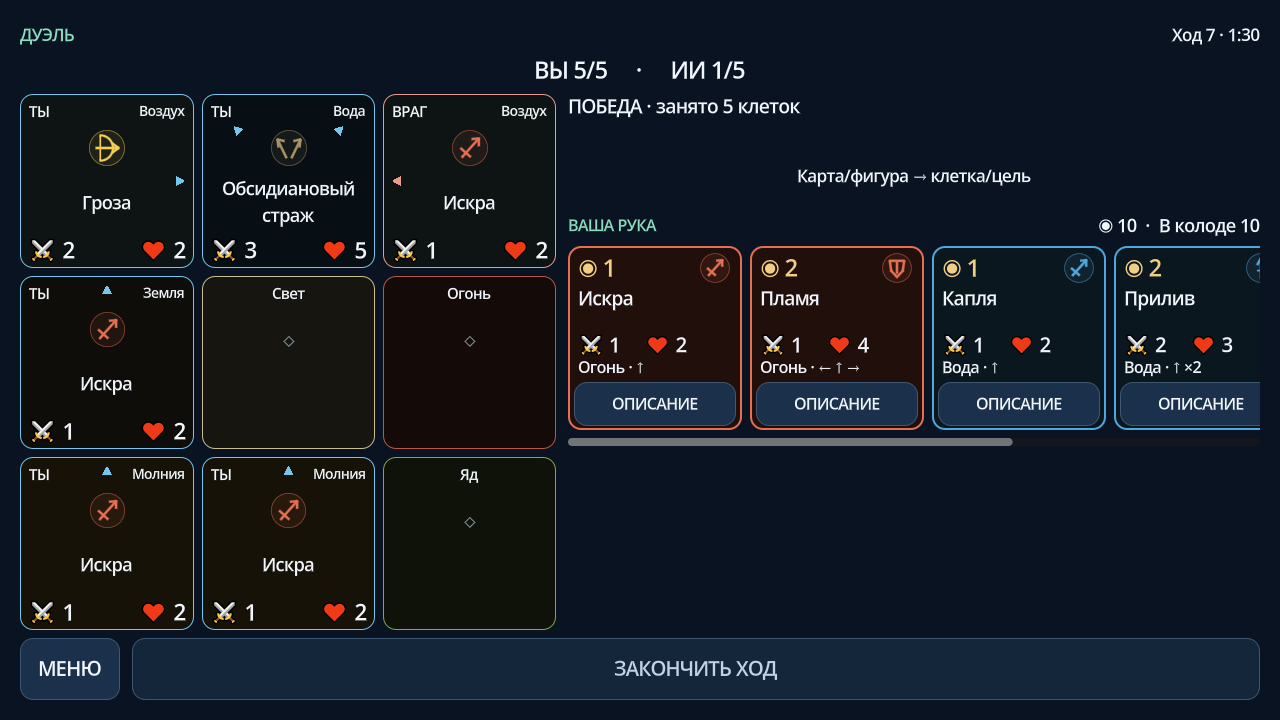 ДУЭЛЬ
Ход 7 · 1:30
ВЫ 5/5 · ИИ 1/5
ТЫ Воздух
Гроза
2 2
ТЫ Вода
Обсидиановый
страж
3 5
ВРАГ Воздух
Искра
1 2
ТЫ Земля
Искра
1 2
Свет
Огонь
ТЫ Молния
Искра
1 2
ТЫ Молния
Искра
1 2
Яд
ПОБЕДА · занято 5 клеток
Карта/фигура → клетка/цель
ВАША РУКА
◉ 10 · В колоде 10
◉ 1
Искра
1 2
Огонь · ↑
ОПИСАНИЕ
◉ 2
Пламя
1 4
Огонь · ← ↑ →
ОПИСАНИЕ
◉ 1
Капля
1 2
Вода · ↑
ОПИСАНИЕ
◉ 2
Прилив
2 3
Вода · ↑ ×2
ОПИСАНИЕ
МЕНЮ
ЗАКОНЧИТЬ ХОД